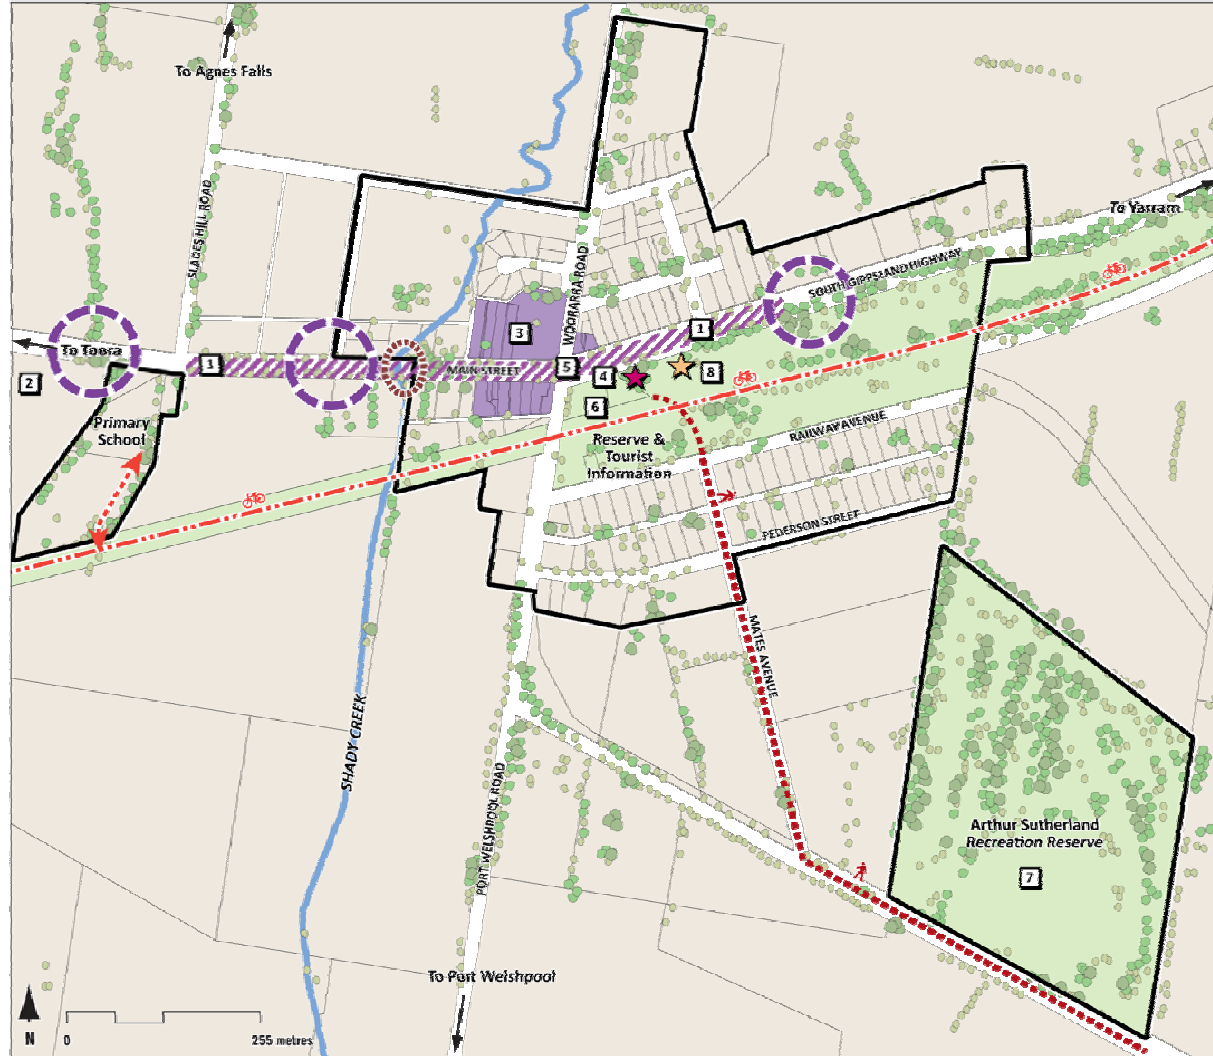 To Agnes Falls
SLADES HILL ROAD
To Yarram
SOUTH GIPPSLAND HIGHWAY
WOORARRA ROAD
To Toora
1
3
1
2
MAIN STREET
5
4
8
6
Primary
School
Reserve &
Tourist
Information
RAILWAY AVENUE
PEDERSON STREET
MATES AVENUE
SHADY CREEK
PORT WELSHPOOL ROAD
Arthur Sutherland
Recreation Reserve
7
To Port Welshpool
N
0
255 metres